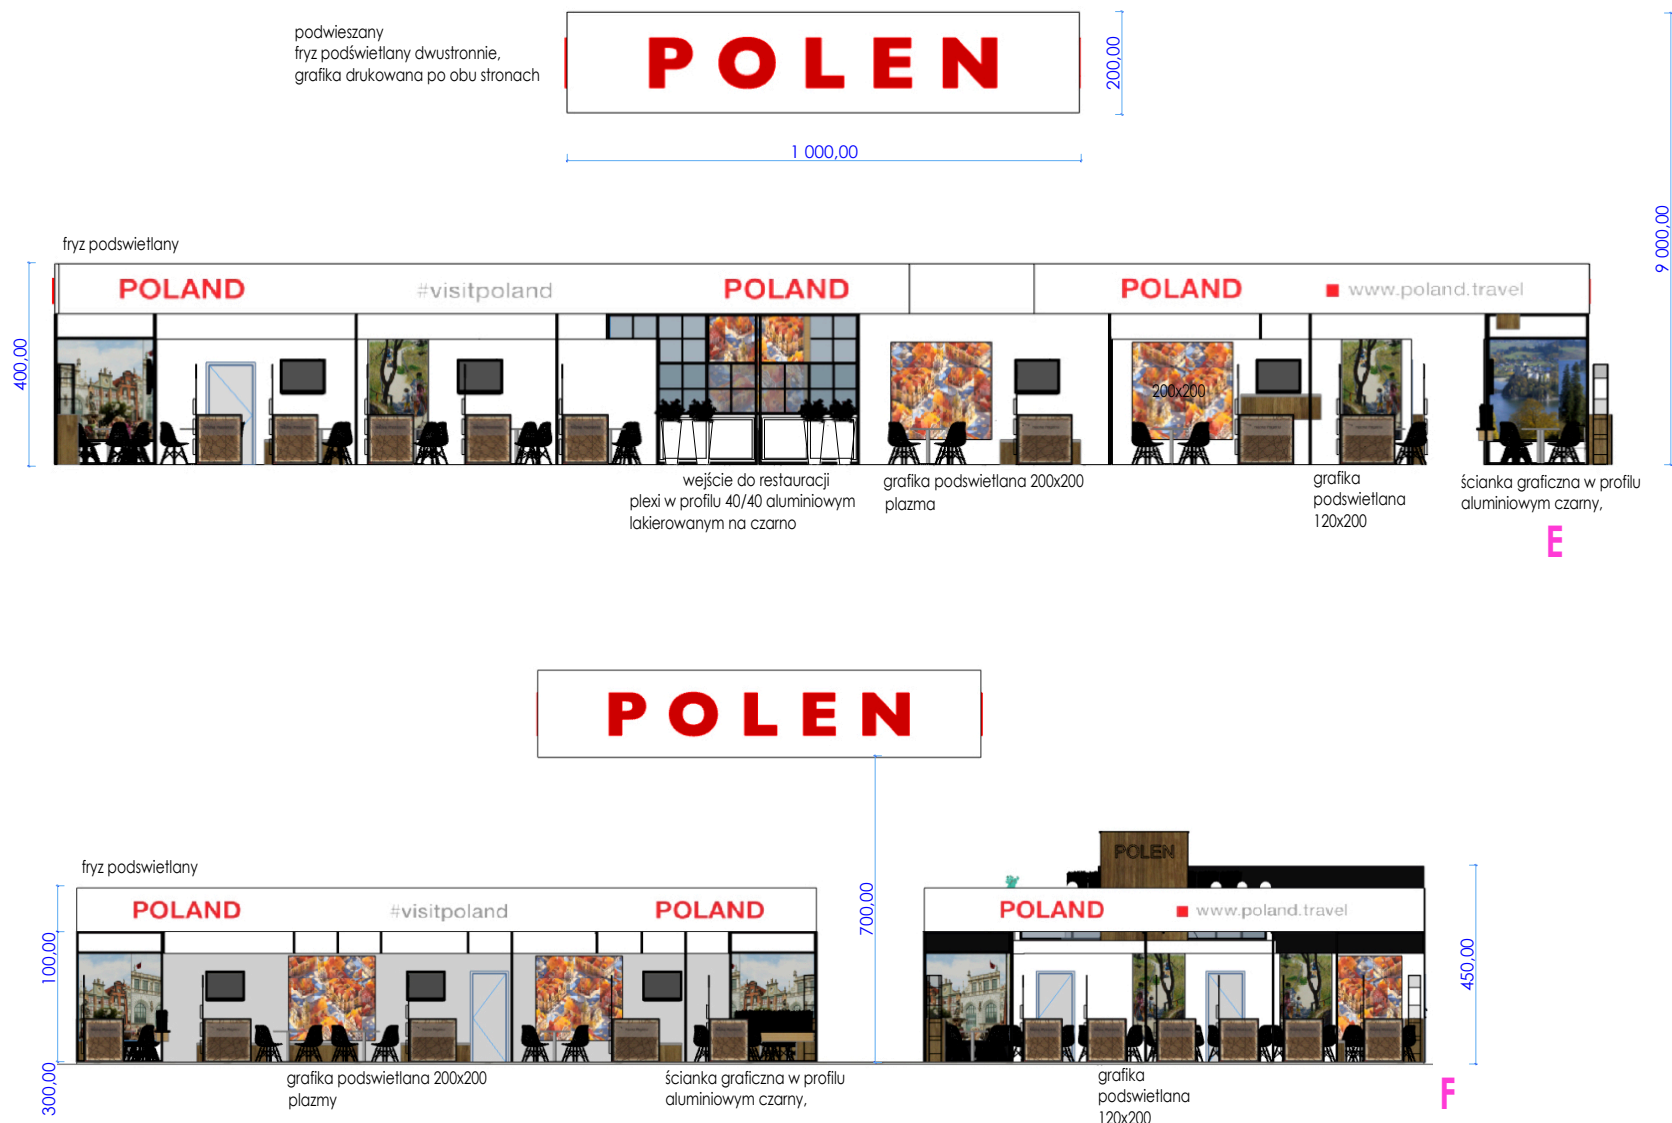 podwieszany
fryz podświetlany dwustronnie,
grafika drukowana po obu stronach
POLEN
200,00
1 000,00
9 000,00
fryz podswietlany
POLAND #visitpoland POLAND POLAND www.poland.travel
400,00
200x200
wejście do restauracji
plexi w profilu 40/40 aluminiowym
lakierowanym na czarno
grafika podswietlana 200x200
plazma
grafika
podswietlana
120x200
ścianka graficzna w profilu
aluminiowym czarny,
E
POLEN
700,00
fryz podswietlany
POLAND #visitpoland POLAND
100,00
300,00
grafika podswietlana 200x200
plazmy
ścianka graficzna w profilu
aluminiowym czarny,
POLEN
POLAND www.poland.travel
450,00
grafika
podswietlana
120x200
F